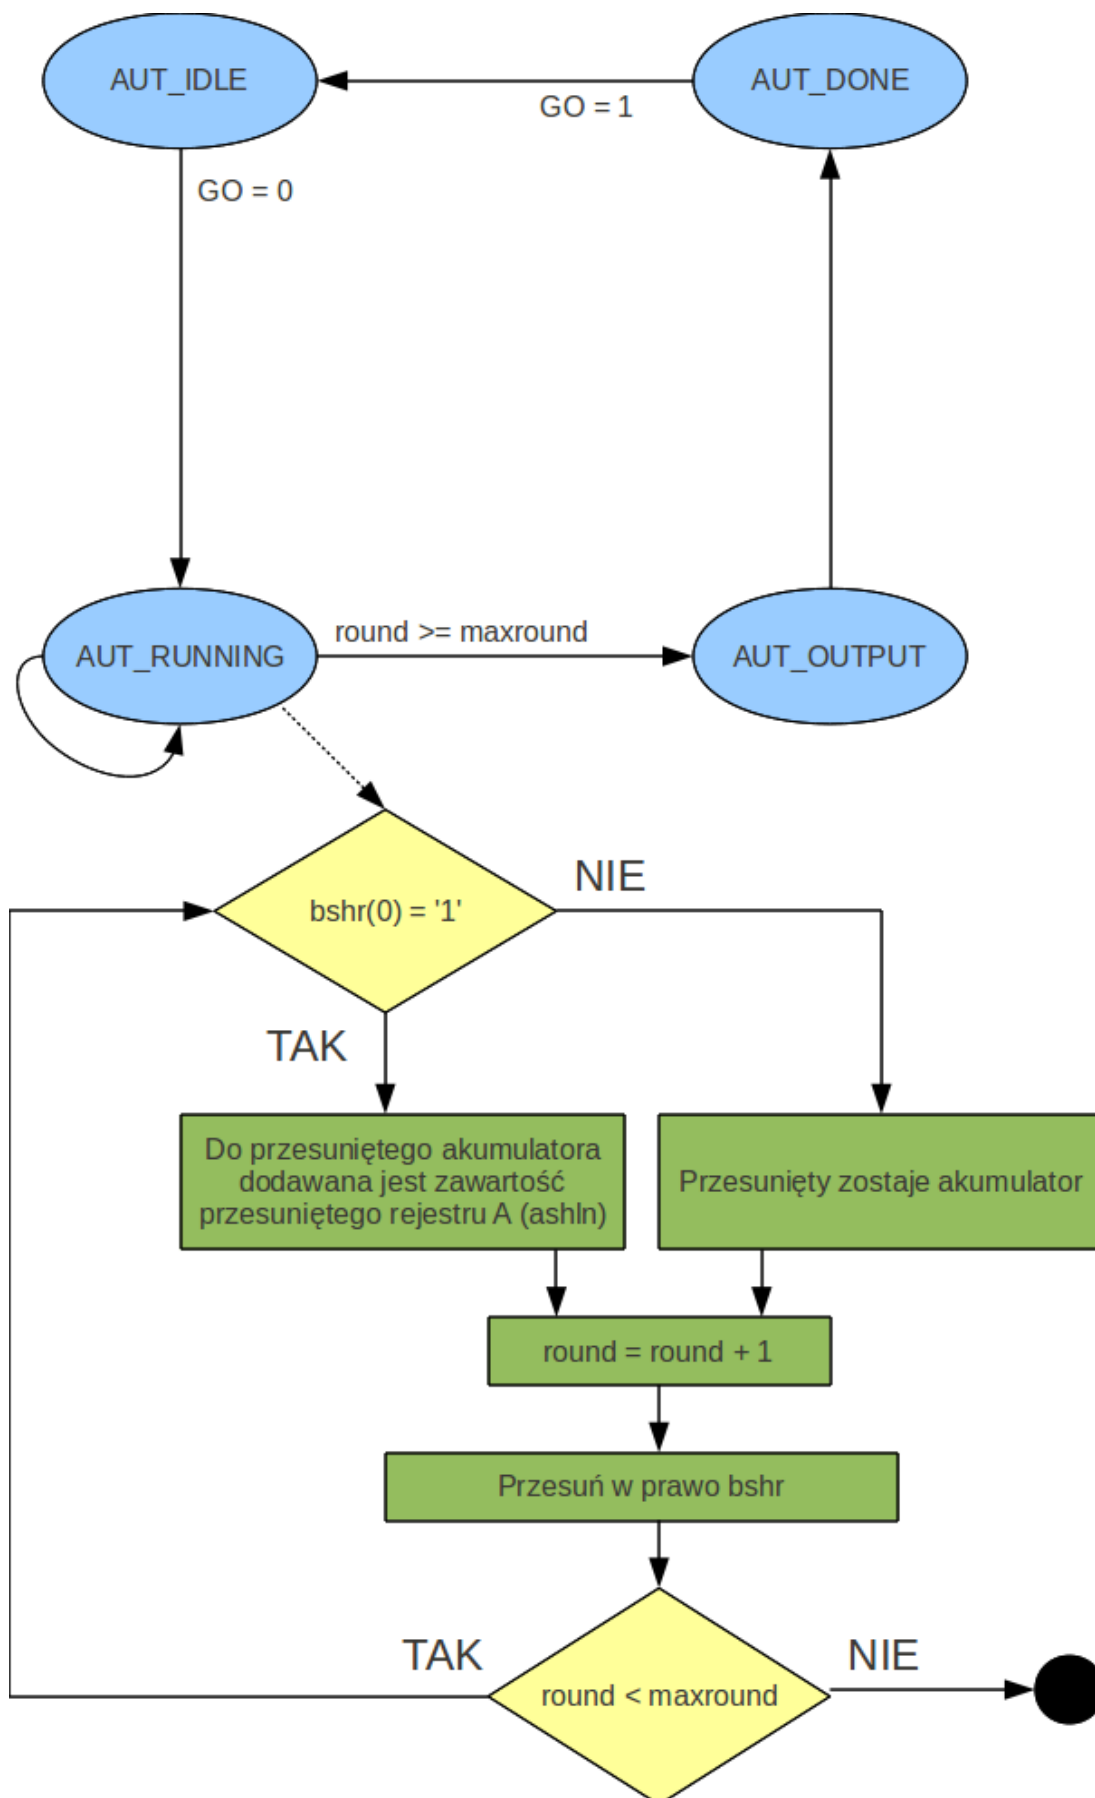 AUT_IDLE
AUT_DONE
GO = 1
GO = 0
round >= maxround
AUT_RUNNING
AUT_OUTPUT
NIE
bshr(0) = '1'
TAK
Do przesuniętego akumulatora
dodawana jest zawartość
przesuniętego rejestru A (ashln)
Przesunięty zostaje akumulator
round = round + 1
Przesuń w prawo bshr
TAK
NIE
round < maxround